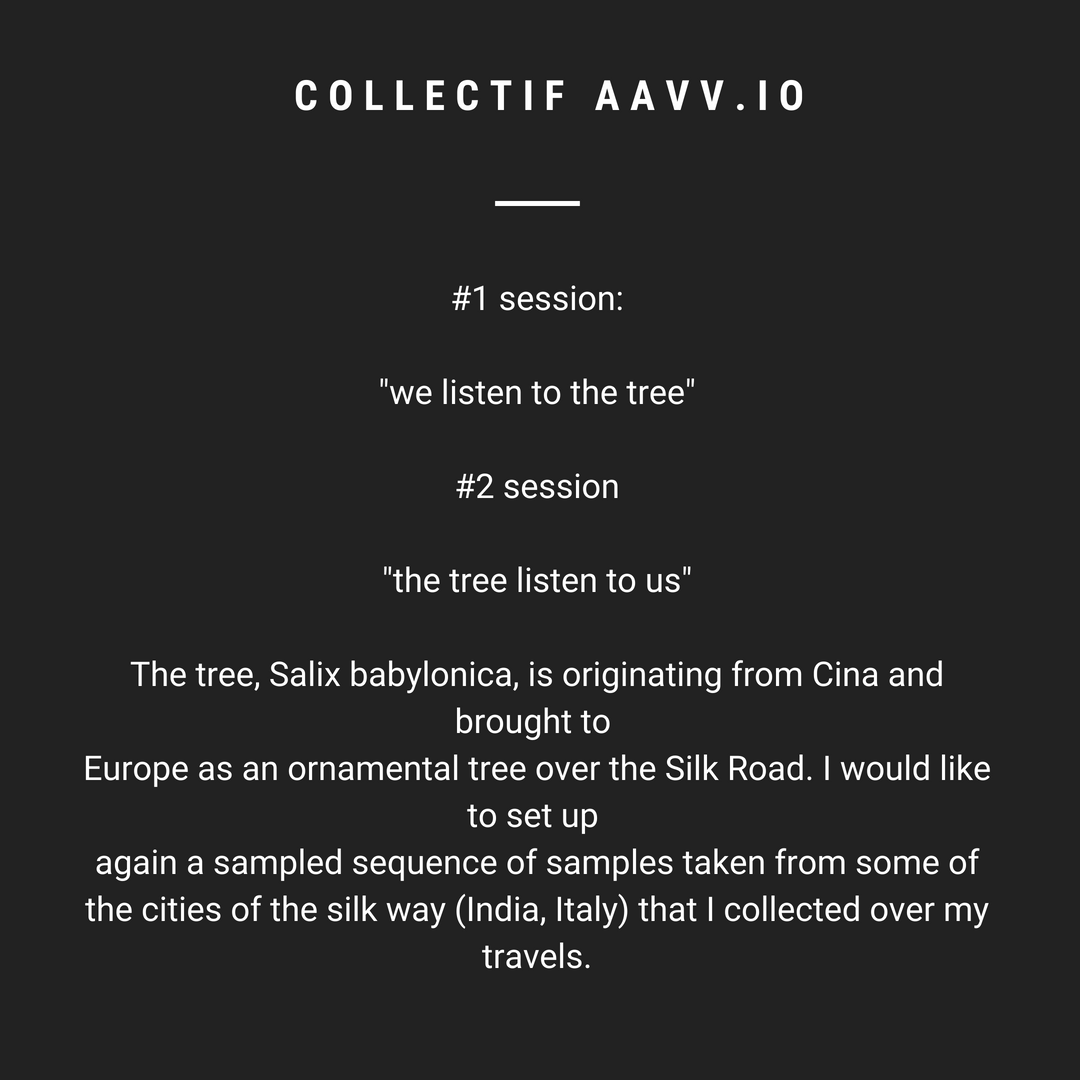 COLLECTIF AAVV.IO
#1 session:
"we listen to the tree"
#2 session
"the tree listen to us"
The tree, Salix babylonica, is originating from Cina and
brought to
Europe as an ornamental tree over the Silk Road. I would like
to set up
again a sampled sequence of samples taken from some of
the cities of the silk way (India, Italy) that I collected over my
travels.